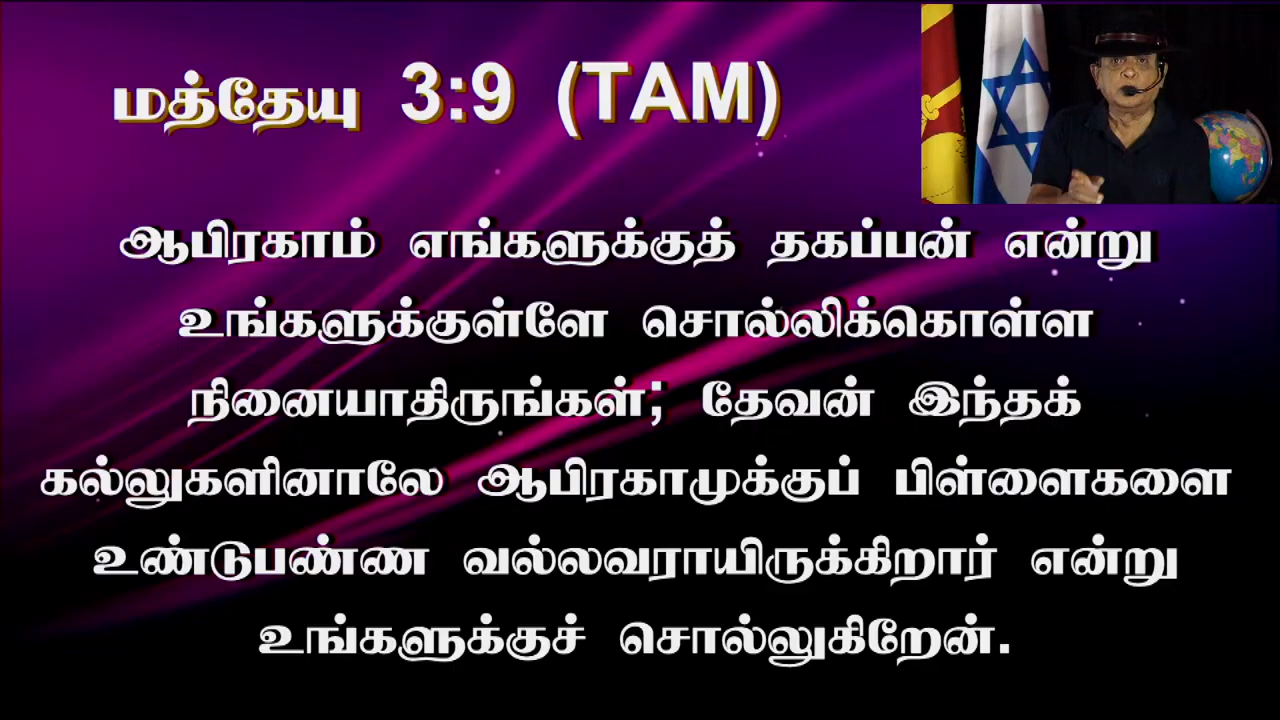 மத்தேயு 3:9 (TAM)
ஆபிரகாம் எங்களுக்குத் தகப்பன் என்று
உங்களுக்குள்ளே சொல்லிக்கொள்ள
நினையாதிருங்கள்; தேவன் இந்தக்
கல்லுகளினாலே ஆபிரகாமுக்குப் பிள்ளைகளை
உண்டுபண்ண வல்லவராயிருக்கிறார் என்று
உங்களுக்குச் சொல்லுகிறேன்.